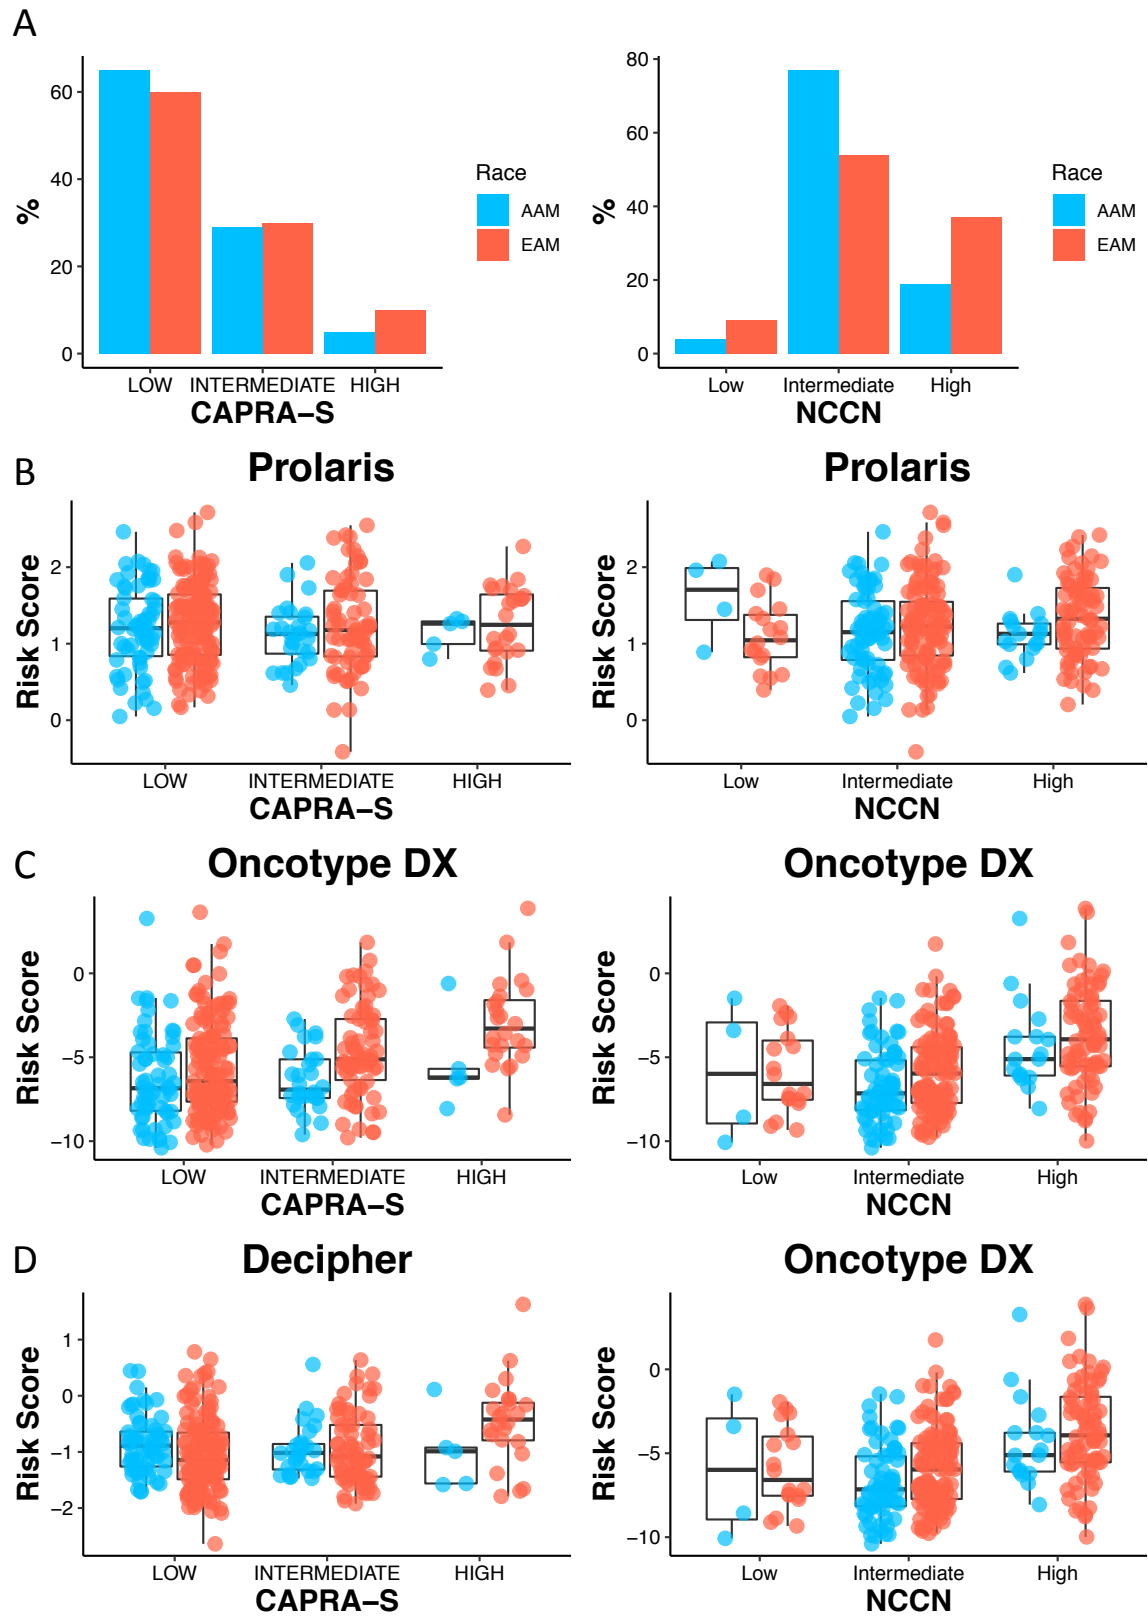 A
%
60
40
20
0
LOW INTERMEDIATE HIGH
CAPRA–S
Race
AAM
EAM
%
80
60
40
20
0
Low Intermediate High
NCCN
Race
AAM
EAM
B
Prolaris
Risk Score
2
1
0
LOW INTERMEDIATE HIGH
CAPRA–S
Prolaris
Risk Score
2
1
0
Low Intermediate High
NCCN
C
Oncotype DX
Risk Score
0
−5
−10
LOW INTERMEDIATE HIGH
CAPRA–S
Oncotype DX
Risk Score
0
−5
−10
Low Intermediate High
NCCN
D
Decipher
Risk Score
1
0
−1
−2
LOW INTERMEDIATE HIGH
CAPRA–S
Oncotype DX
Risk Score
0
−5
−10
Low Intermediate High
NCCN